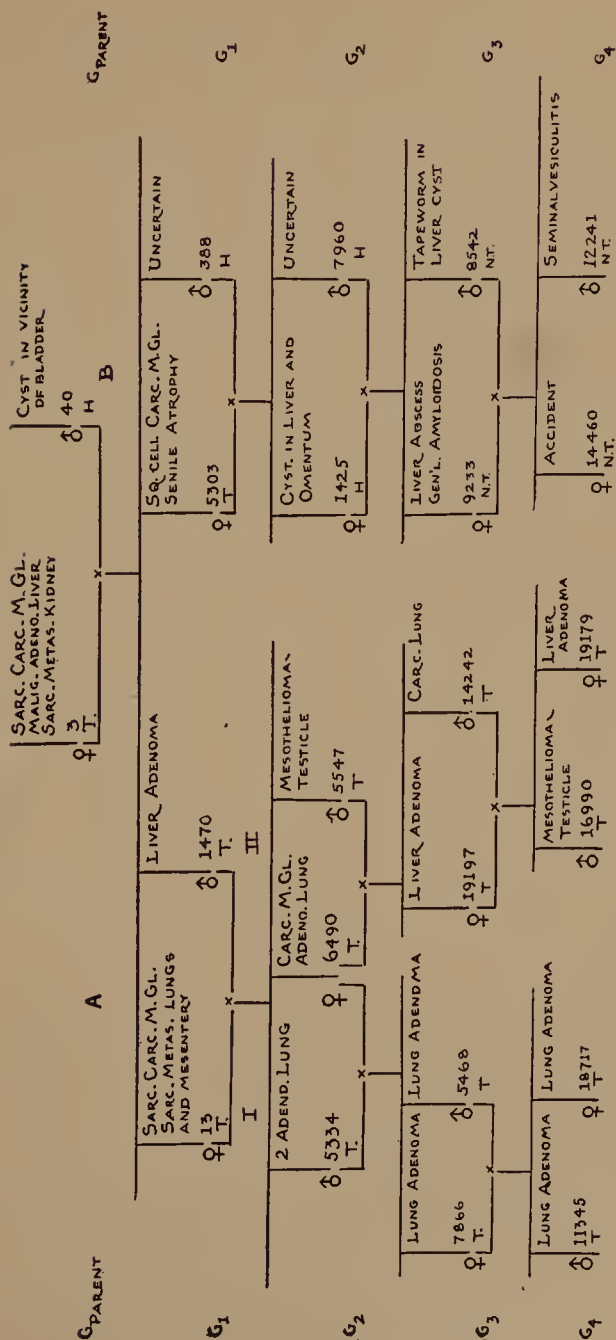 G PARENT
G PARENT
SARC. CARC. M. GL.
MALIG. ADENO. LIVER
SARC. METAS. KIDNEY
♀ 3
T.
CYST IN VICINITY
OF BLADDER
♂ 40
H
×
A
B
G1
G1
SARC. CARC. M. GL.
SARC. METAS. LUNGS
AND MESENTERY
♀ 13
T.
LIVER ADENOMA
♂ 1470
T.
×
SQ. CELL CARC. M. GL.
SENILE ATROPHY
♀ 5303
T
UNCERTAIN
♂ 388
H
×
I
II
G2
G2
2 ADENO. LUNG
♂ 5334
T.
CARC. M. GL.
ADENO. LUNG
♀ 6490
T.
MESOTHELIOMA
TESTICLE
♂ 5547
T
×
×
CYST. IN LIVER AND
OMENTUM
♀ 1425
H
UNCERTAIN
♂ 7960
H
×
G3
G3
LUNG ADENOMA
♀ 7866
T.
LUNG ADENOMA
♂ 5468
T
×
LIVER ADENOMA
♀ 19197
T
CARC. LUNG
♂ 14242
T
×
LIVER ABSCESS
GEN'L. AMYLOIDOSIS
♀ 9233
N.T.
TAPEWORM IN
LIVER CYST
♂ 8542
N.T.
×
G4
G4
LUNG ADENOMA
♂ 11345
T
LUNG ADENOMA
♀ 18717
T
MESOTHELIOMA
TESTICLE
♂ 16990
T
LIVER
ADENOMA
♀ 19179
T
ACCIDENT
♀ 14460
N.T.
SEMINALVESICULITIS
♂ 12241
N.T.